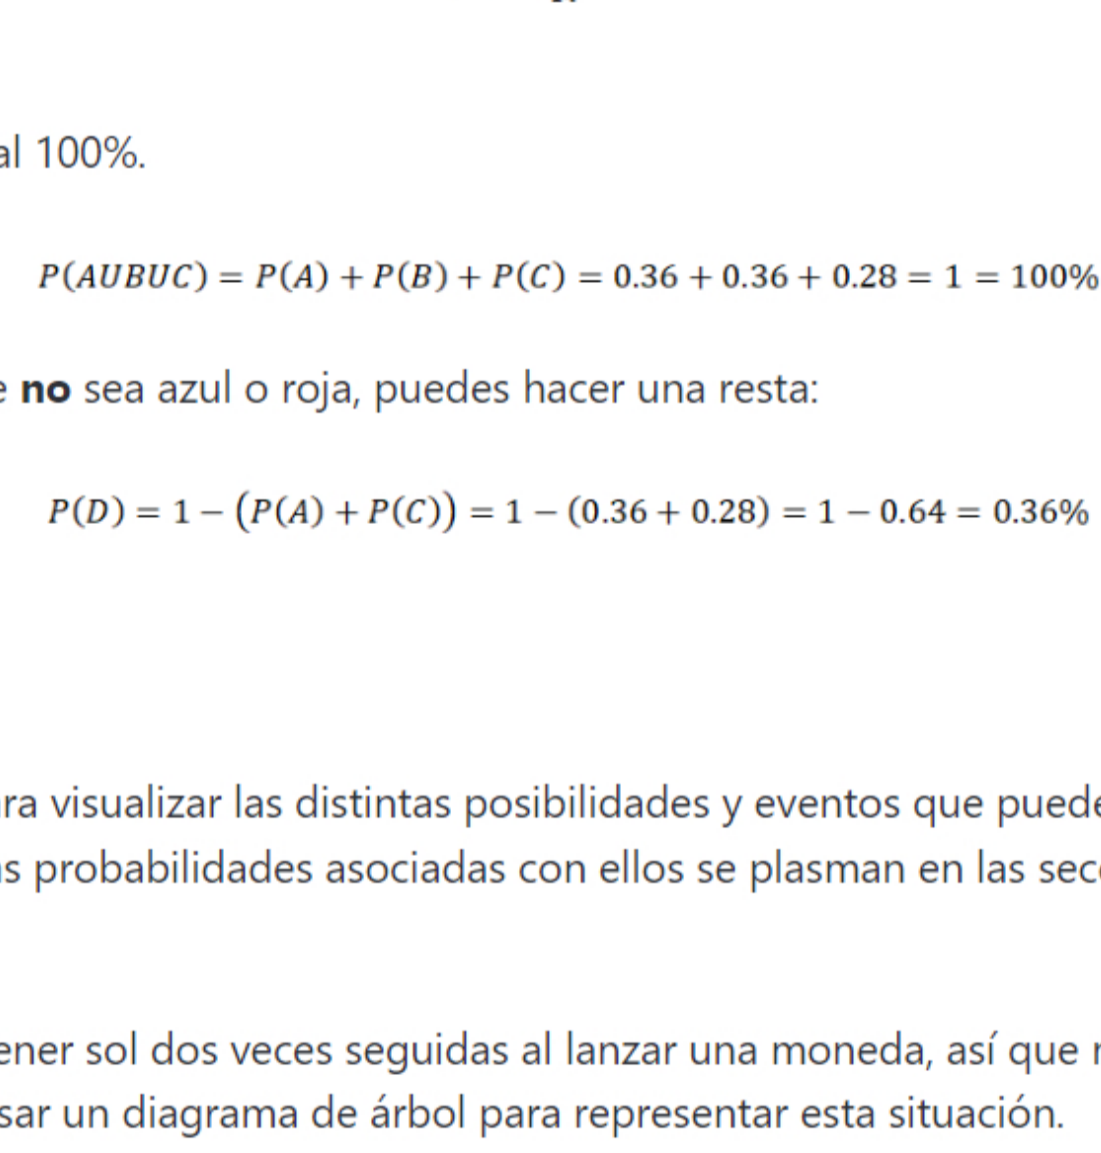 al 100%.
P(AUBUC) = P(A) + P(B) + P(C) = 0.36 + 0.36 + 0.28 = 1 = 100%
e no sea azul o roja, puedes hacer una resta:
P(D) = 1 − (P(A) + P(C)) = 1 − (0.36 + 0.28) = 1 − 0.64 = 0.36%
ra visualizar las distintas posibilidades y eventos que puede
s probabilidades asociadas con ellos se plasman en las sec
ener sol dos veces seguidas al lanzar una moneda, así que
sar un diagrama de árbol para representar esta situación.